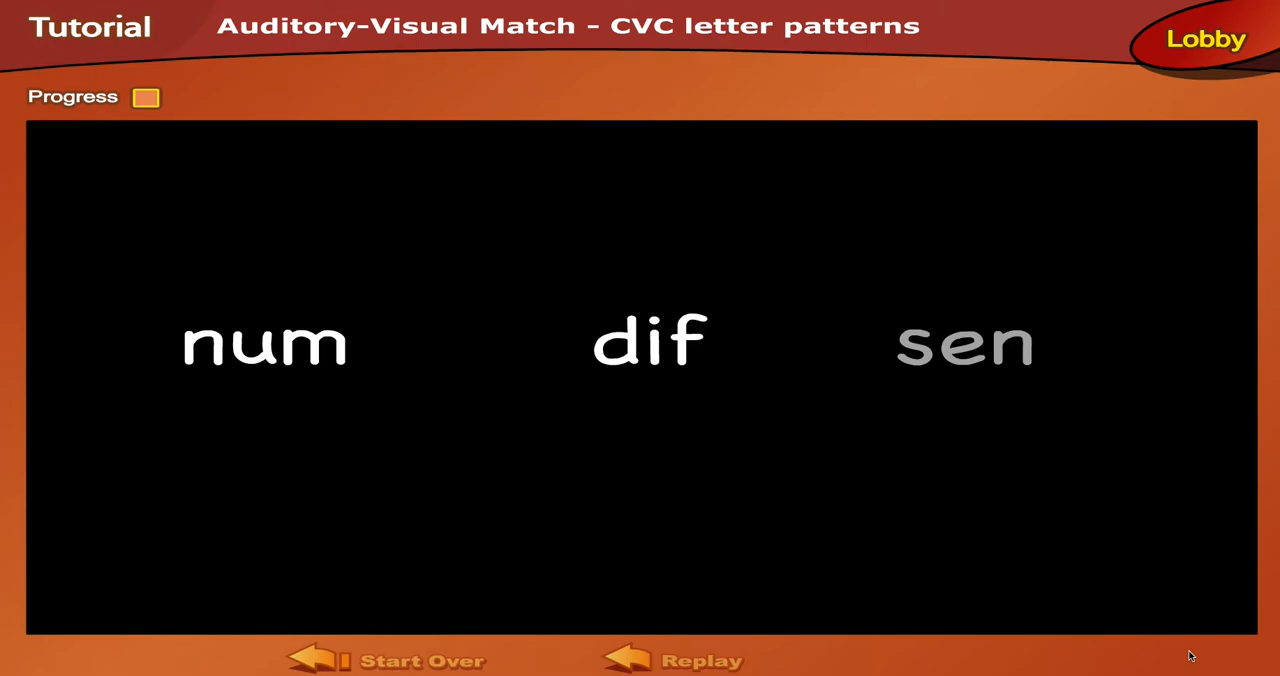 Tutorial
Auditory-Visual Match - CVC letter patterns
Lobby
Progress
num dif sen
Start Over Replay